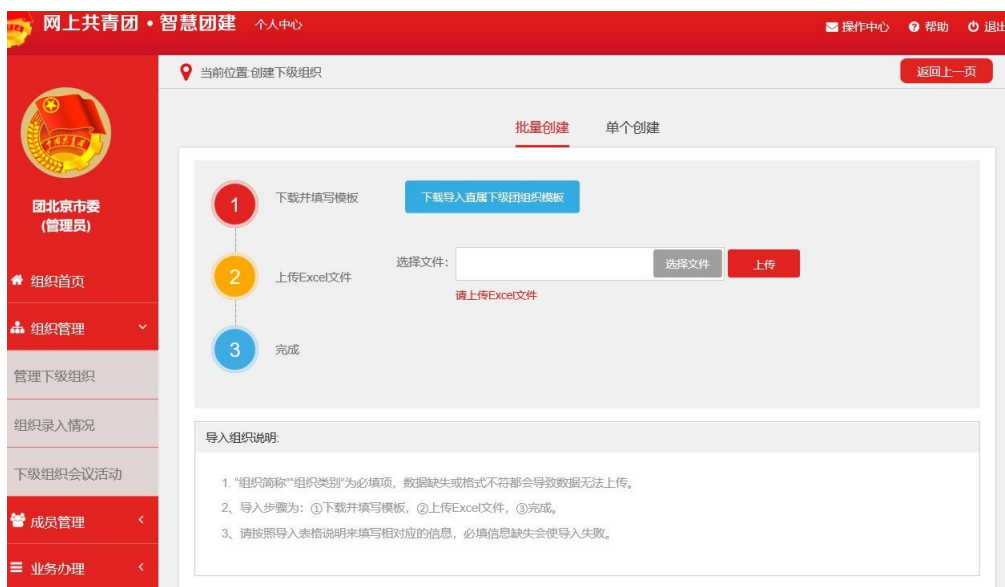 网上共青团·智慧团建 个人中心
操作中心 帮助 退出
当前位置:创建下级组织
返回上一页
团北京市委
(管理员)
组织首页
组织管理
管理下级组织
组织录入情况
下级组织会议活动
成员管理
业务办理
批量创建 单个创建
1 下载并填写模板 下载导入直属下级团组织模板
2 上传Excel文件 选择文件: 选择文件 上传
请上传Excel文件
3 完成
导入组织说明:
1. "组织简称""组织类别"为必填项，数据缺失或格式不符都会导致数据无法上传。
2、导入步骤为：①下载并填写模板，②上传Excel文件，③完成。
3、请按照导入表格说明来填写相对应的信息，必填信息缺失会使导入失败。